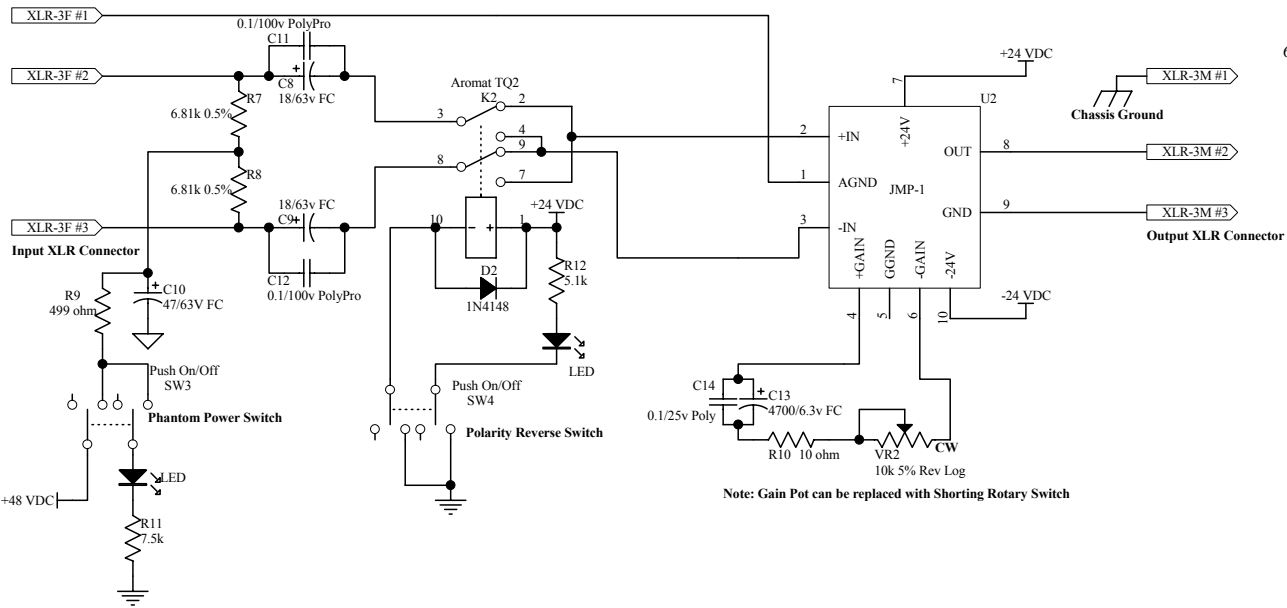 XLR-3F #1
0.1/100v PolyPro
C11
XLR-3F #2
+
C8
18/63v FC
R7
6.81k 0.5%
R8
6.81k 0.5%
18/63v FC
C9
+
XLR-3F #3
Input XLR Connector
C12
0.1/100v PolyPro
R9
499 ohm
+
C10
47/63V FC
Push On/Off
SW3
Phantom Power Switch
+48 VDC
LED
R11
7.5k
Aromat TQ2
K2
2
3
4
9
8
7
10
-
+
1
+24 VDC
D2
1N4148
R12
5.1k
LED
Push On/Off
SW4
Polarity Reverse Switch
+24 VDC
7
U2
+24V
2
+IN
OUT
8
1
AGND
JMP-1
3
-IN
GND
9
+GAIN
GGND
-GAIN
-24V
4
5
6
10
-24 VDC
C14
0.1/25v Poly
+
C13
4700/6.3v FC
R10
10 ohm
VR2
CW
10k 5% Rev Log
Note: Gain Pot can be replaced with Shorting Rotary Switch
6
XLR-3M #1
Chassis Ground
XLR-3M #2
XLR-3M #3
Output XLR Connector